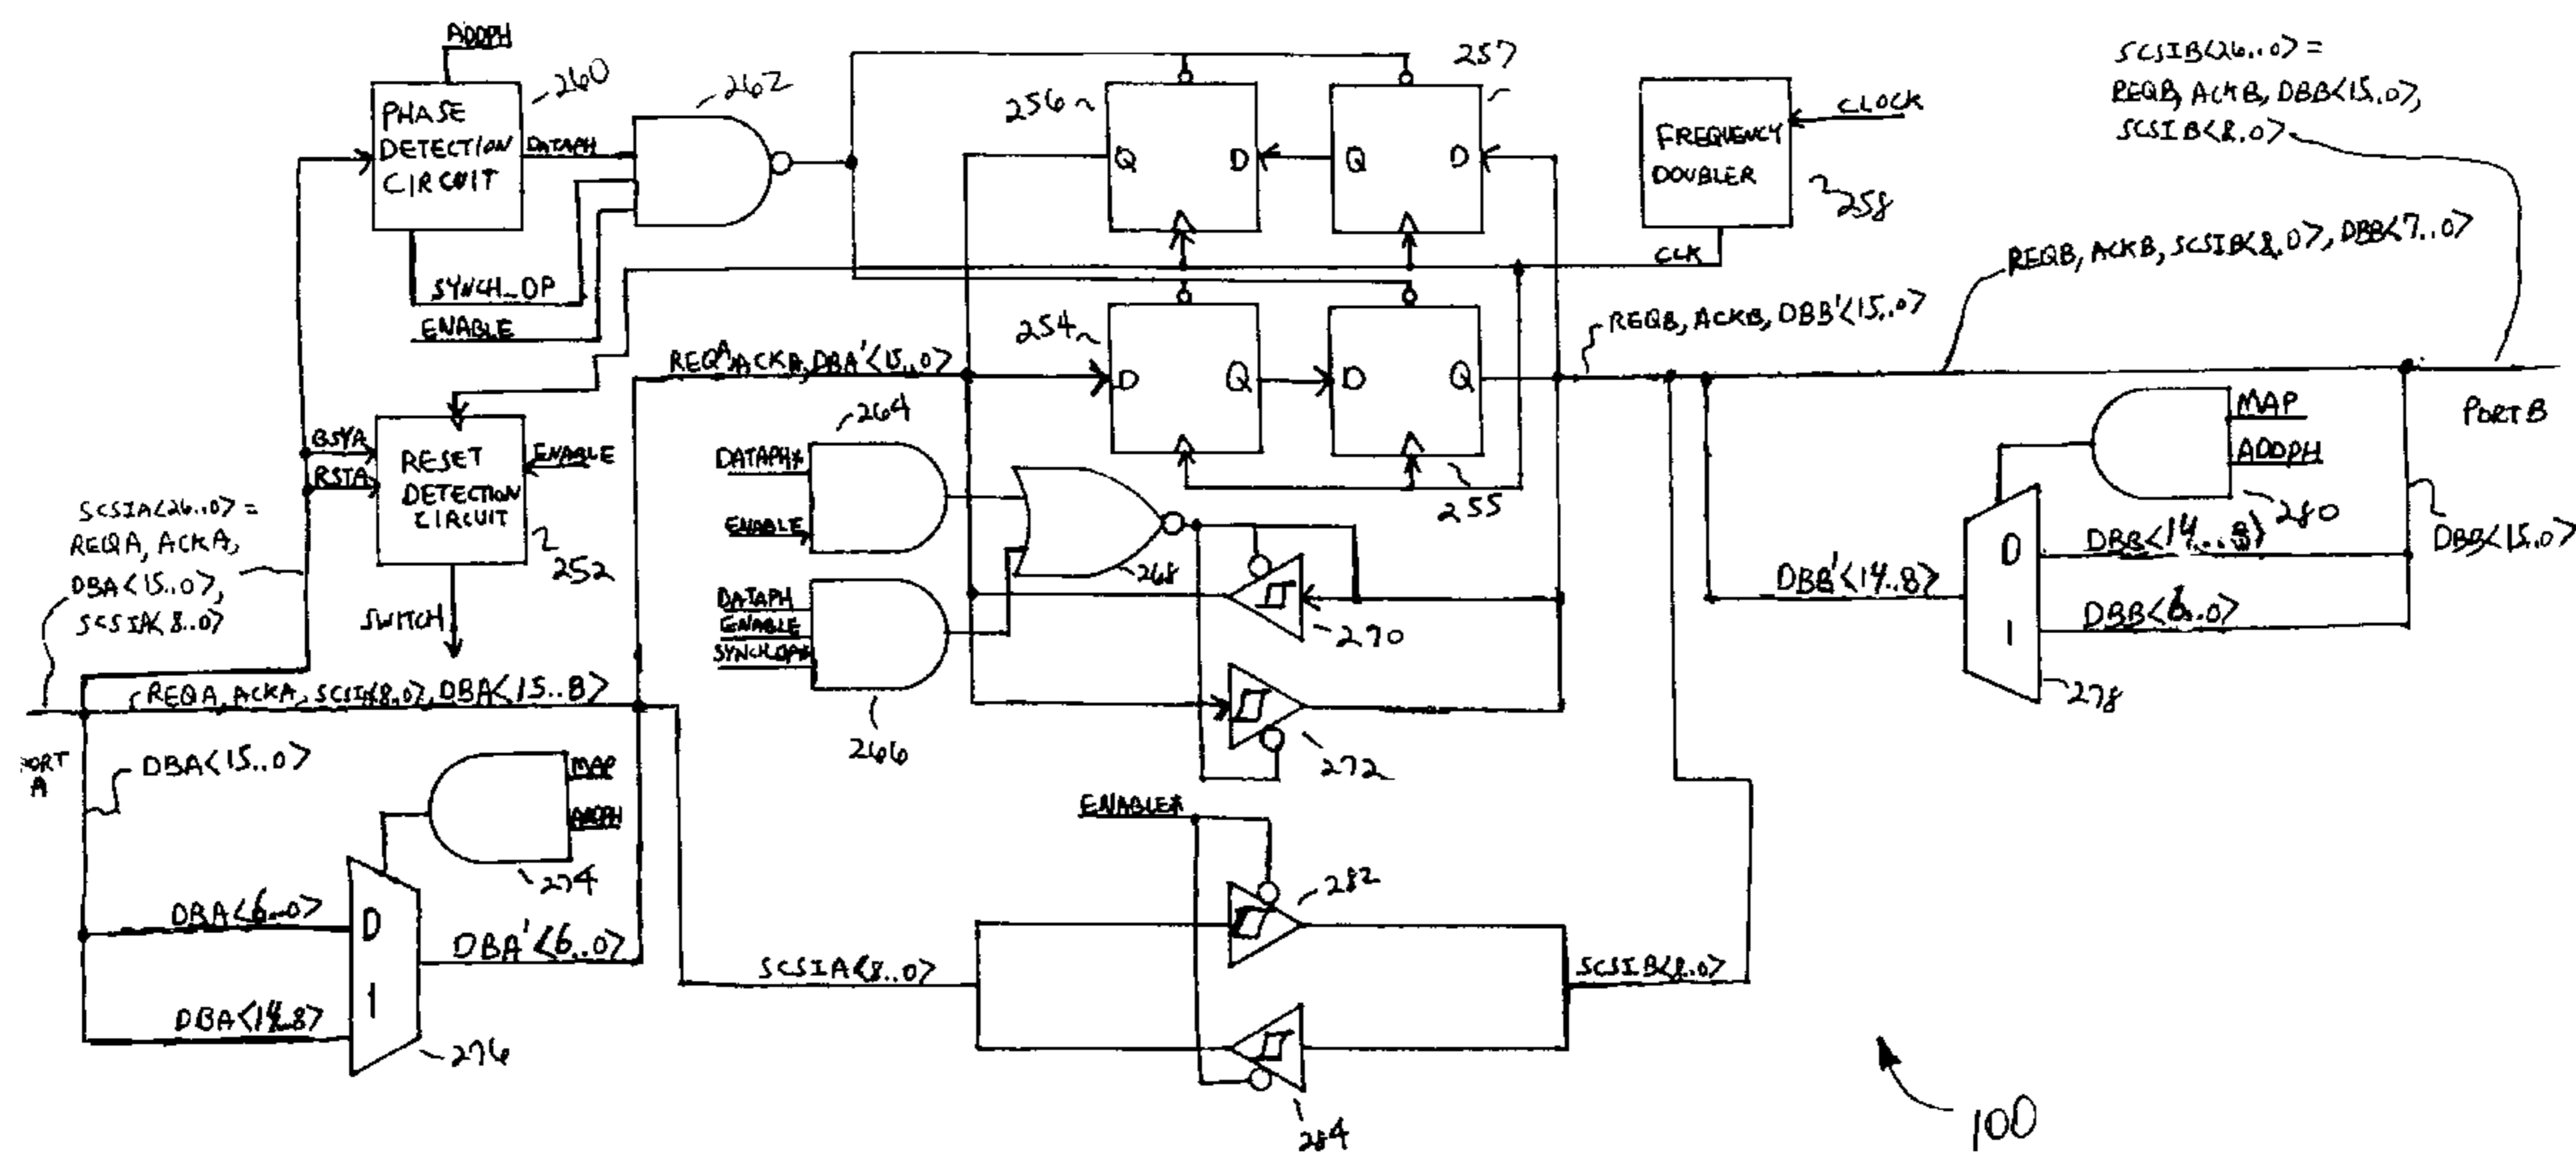 ADDPH
260
PHASE
DETECTION
CIRCUIT
DATAPH
262
SYNCH_OP
ENABLE
256
Q
D
257
Q
D
FREQUENCY
DOUBLER
CLOCK
258
CLK
SCSIB<26..0> =
REQB, ACKB, DBB<15..0>,
SCSIB<8..0>
REQB, ACKB, SCSIB<8..0>, DBB<7..0>
REQB, ACKB, DBB'<15..0>
254
D
Q
D
Q
255
REQA, ACKA, DBA'<15..0>
BSYA
RSTA
RESET
DETECTION
CIRCUIT
ENABLE
252
SWITCH
SCSIA<26..0> =
REQA, ACKA,
DBA<15..0>,
SCSIA<8..0>
264
DATAPH*
ENABLE
268
DATAPH
ENABLE
SYNCH_OP*
266
270
272
PORT B
MAP
ADDPH
280
0
1
DBB<14..8>
DBB<6..0>
DBB<15..0>
DBB'<14..8>
278
REQA, ACKA, SCSIA<8..0>, DBA<15..8>
PORT
A
DBA<15..0>
MAP
ADDPH
274
DBA<6..0>
0
1
DBA'<6..0>
DBA<14..8>
276
ENABLE*
282
SCSIA<8..0>
SCSIB<8..0>
284
100